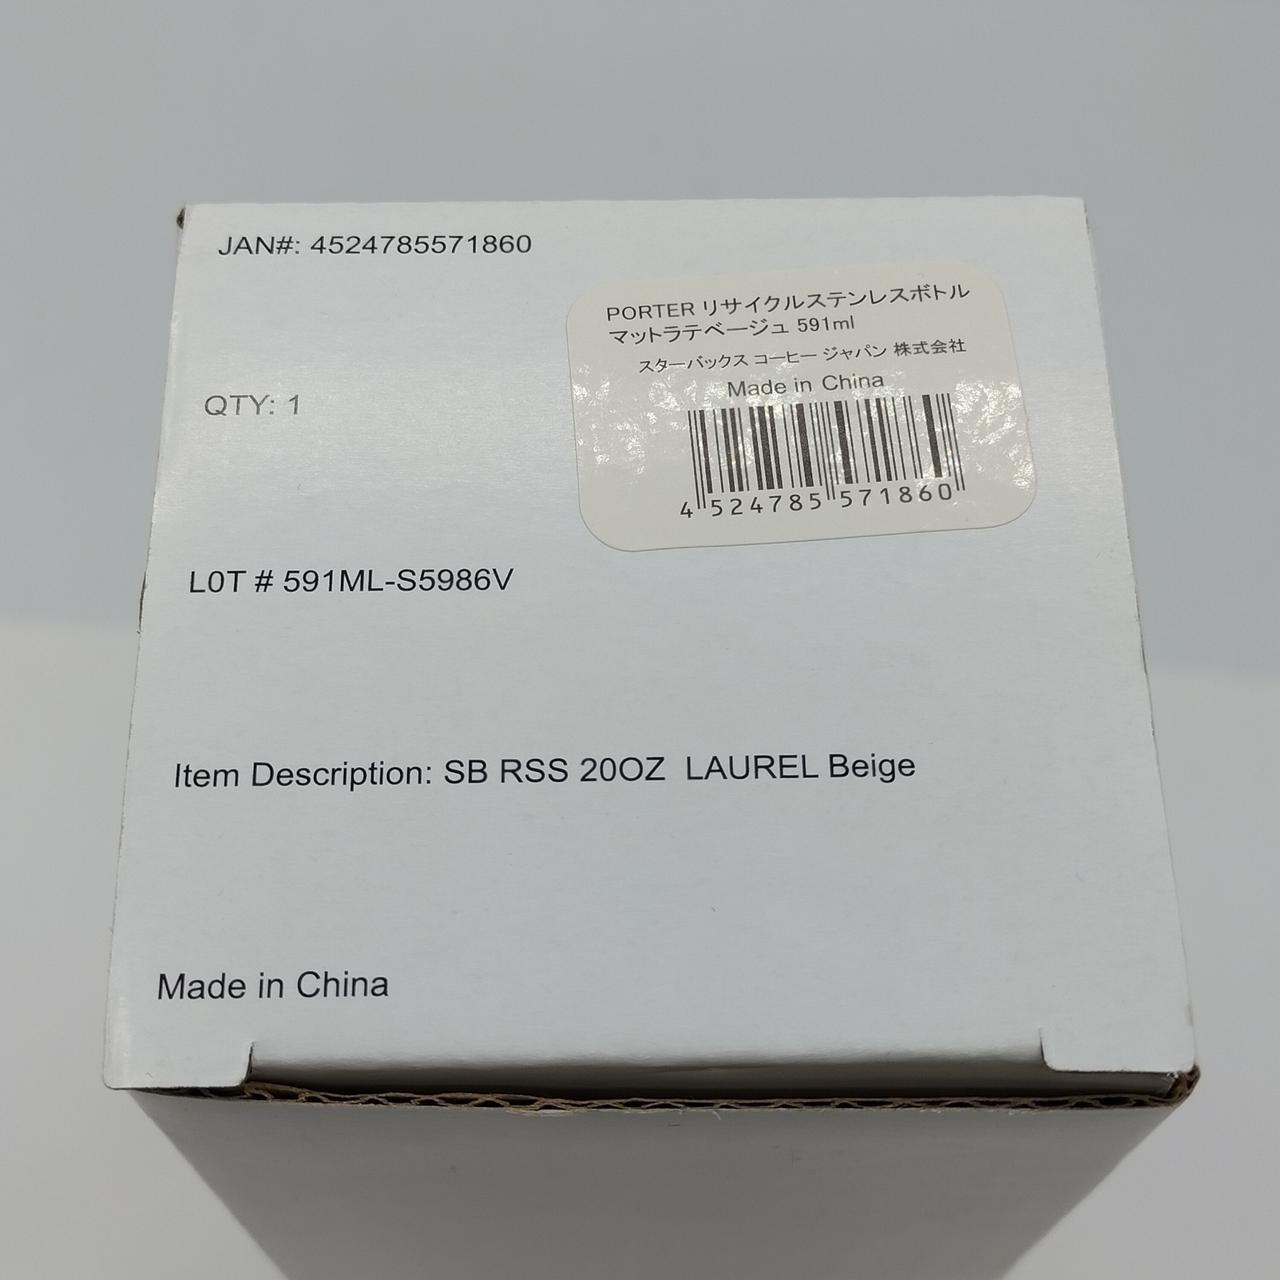 JAN#: 4524785571860
PORTER リサイクルステンレスボトル
マットラテベージュ 591ml
スターバックス コーヒー ジャパン 株式会社
Made in China
4 524785 571860
QTY: 1
L0T # 591ML-S5986V
Item Description: SB RSS 20OZ LAUREL Beige
Made in China